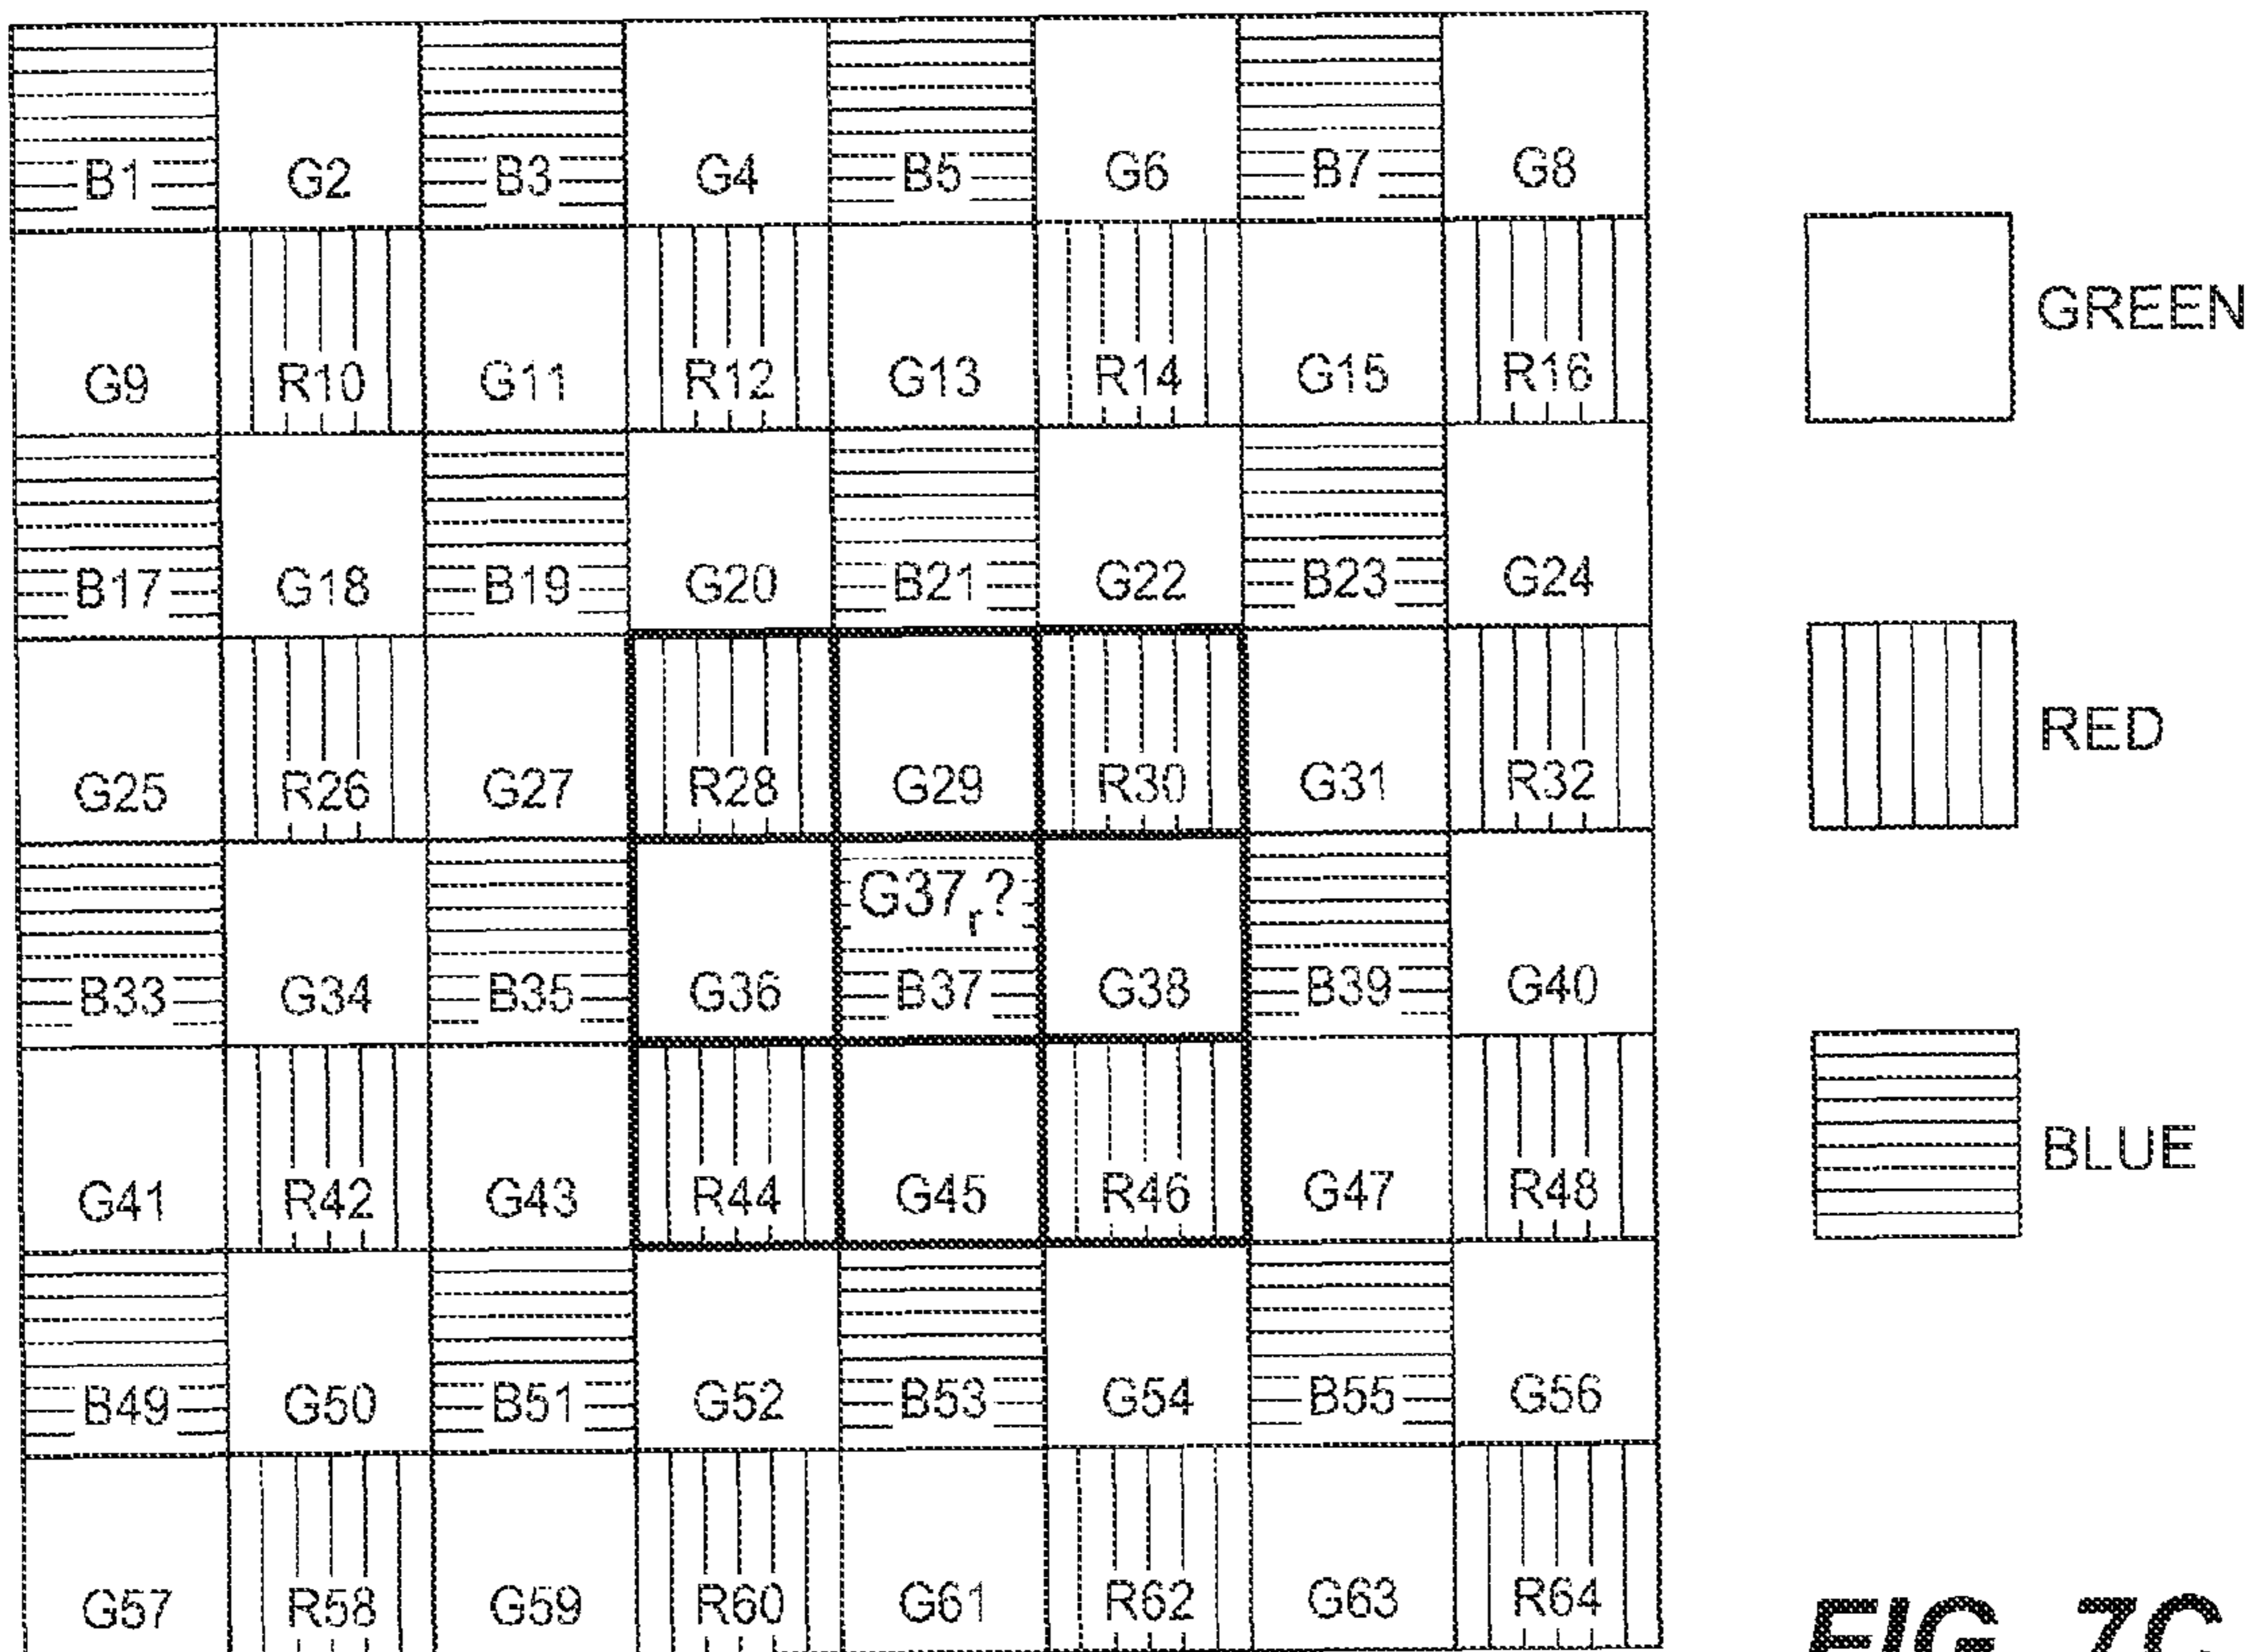 B1 G2 B3 G4 B5 G6 B7 G8
G9 R10 G11 R12 G13 R14 G15 R16
GREEN
B17 G18 B19 G20 B21 G22 B23 G24
G25 R26 G27 R28 G29 R30 G31 R32
RED
G37r?
B33 G34 B35 G36 B37 G38 B39 G40
G41 R42 G43 R44 G45 R46 G47 R48
BLUE
B49 G50 B51 G52 B53 G54 B55 G56
G57 R58 G59 R60 G61 R62 G63 R64
FIG. 7C